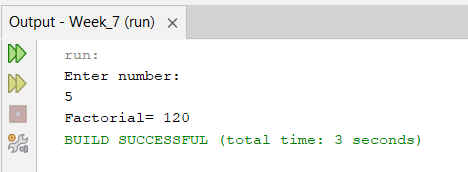 Output - Week_7 (run) ×
run:
Enter number:
5
Factorial= 120
BUILD SUCCESSFUL (total time: 3 seconds)